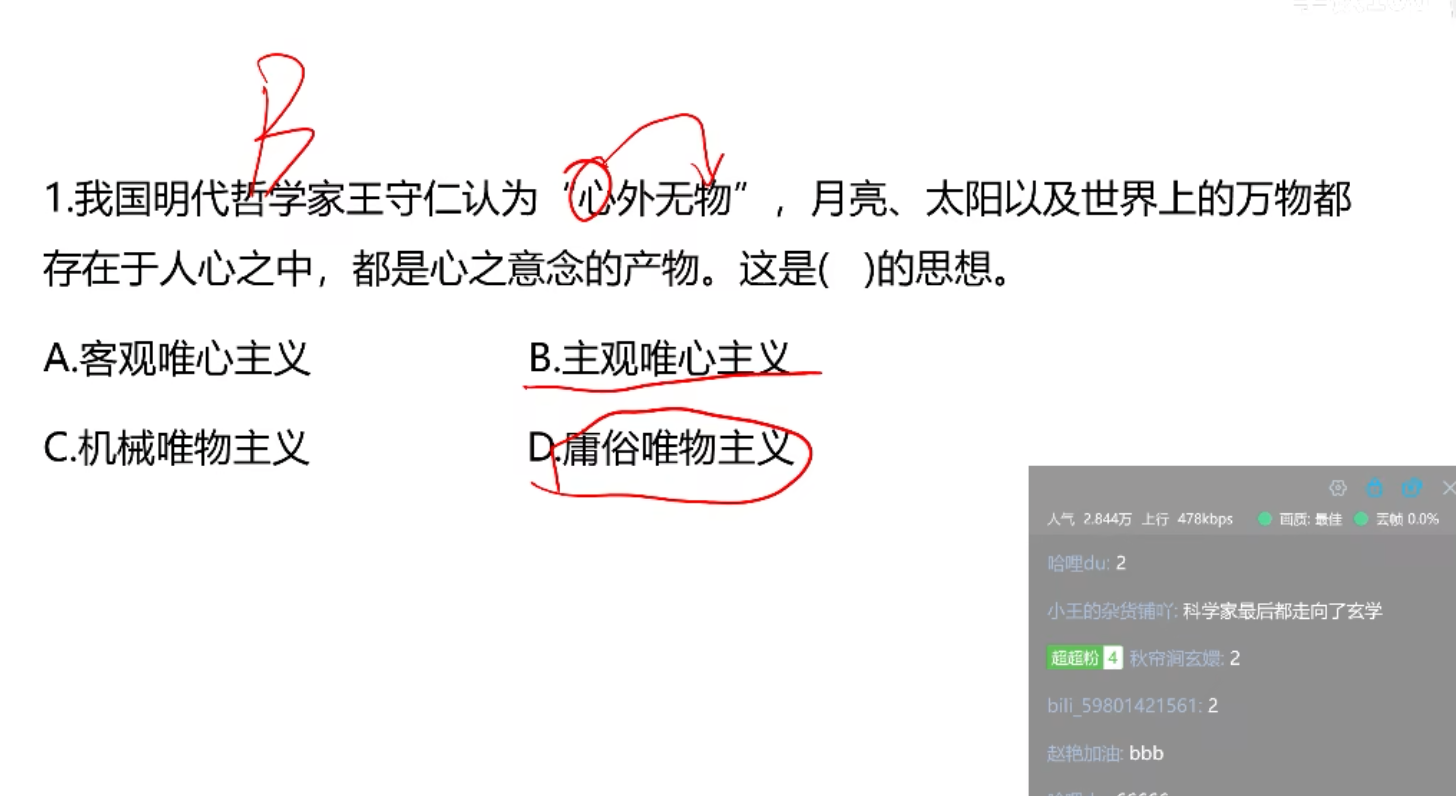 B
1.我国明代哲学家王守仁认为“心外无物”，月亮、太阳以及世界上的万物都
存在于人心之中，都是心之意念的产物。这是( )的思想。
A.客观唯心主义 B.主观唯心主义
C.机械唯物主义 D.庸俗唯物主义
人气 2.844万 上行 478kbps 画质: 最佳 丢帧 0.0%
哈哩du: 2
小王的杂货铺吖: 科学家最后都走向了玄学
超超粉 4 秋帘涧玄嬛: 2
bili_59801421561: 2
赵艳加油: bbb